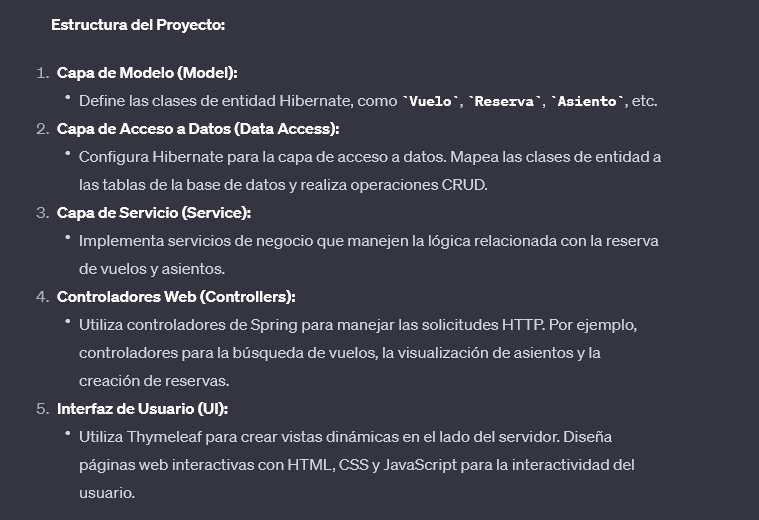 Estructura del Proyecto:
1. Capa de Modelo (Model):
• Define las clases de entidad Hibernate, como `Vuelo`, `Reserva`, `Asiento`, etc.
2. Capa de Acceso a Datos (Data Access):
• Configura Hibernate para la capa de acceso a datos. Mapea las clases de entidad a
las tablas de la base de datos y realiza operaciones CRUD.
3. Capa de Servicio (Service):
• Implementa servicios de negocio que manejen la lógica relacionada con la reserva
de vuelos y asientos.
4. Controladores Web (Controllers):
• Utiliza controladores de Spring para manejar las solicitudes HTTP. Por ejemplo,
controladores para la búsqueda de vuelos, la visualización de asientos y la
creación de reservas.
5. Interfaz de Usuario (UI):
• Utiliza Thymeleaf para crear vistas dinámicas en el lado del servidor. Diseña
páginas web interactivas con HTML, CSS y JavaScript para la interactividad del
usuario.